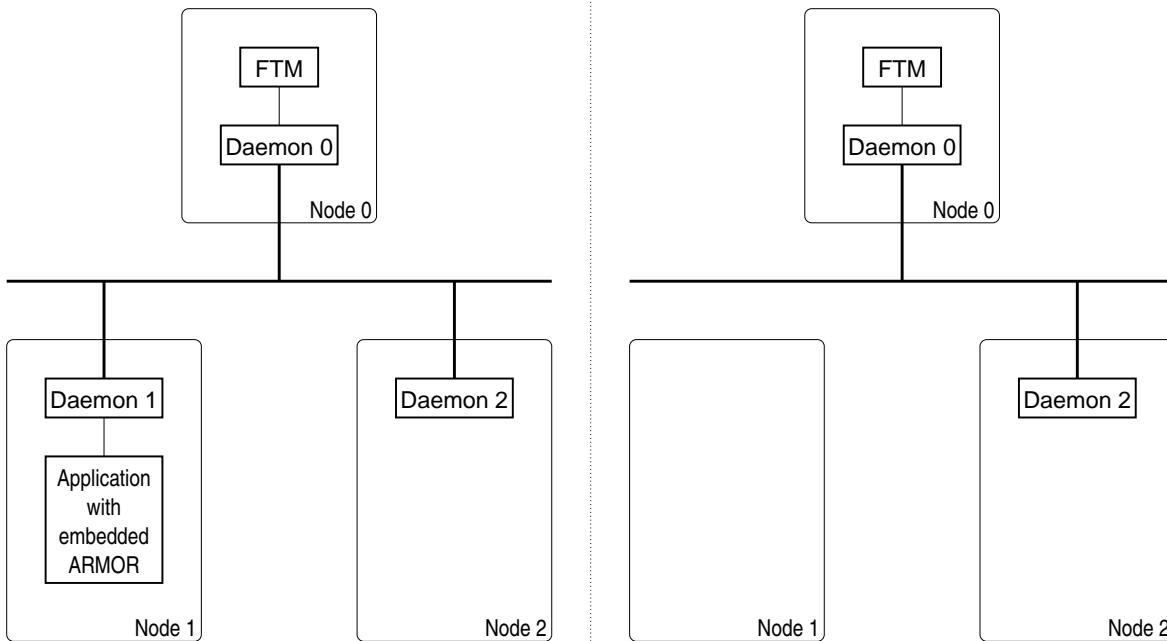 FTM
Daemon 0
Node 0
Daemon 1
Application
with
embedded
ARMOR
Node 1
Daemon 2
Node 2
FTM
Daemon 0
Node 0
Node 1
Daemon 2
Node 2